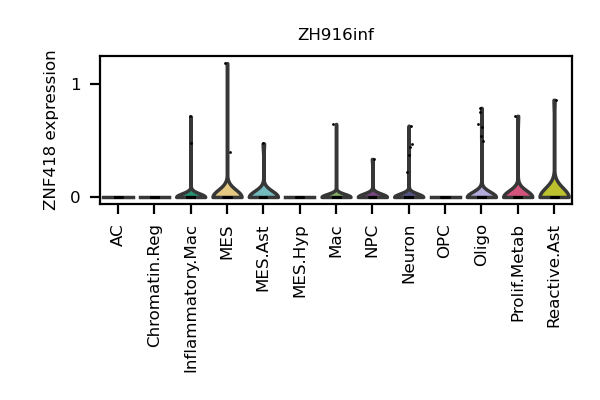 ZH916inf
ZNF418 expression
1
0
AC
Chromatin.Reg
Inflammatory.Mac
MES
MES.Ast
MES.Hyp
Mac
NPC
Neuron
OPC
Oligo
Prolif.Metab
Reactive.Ast